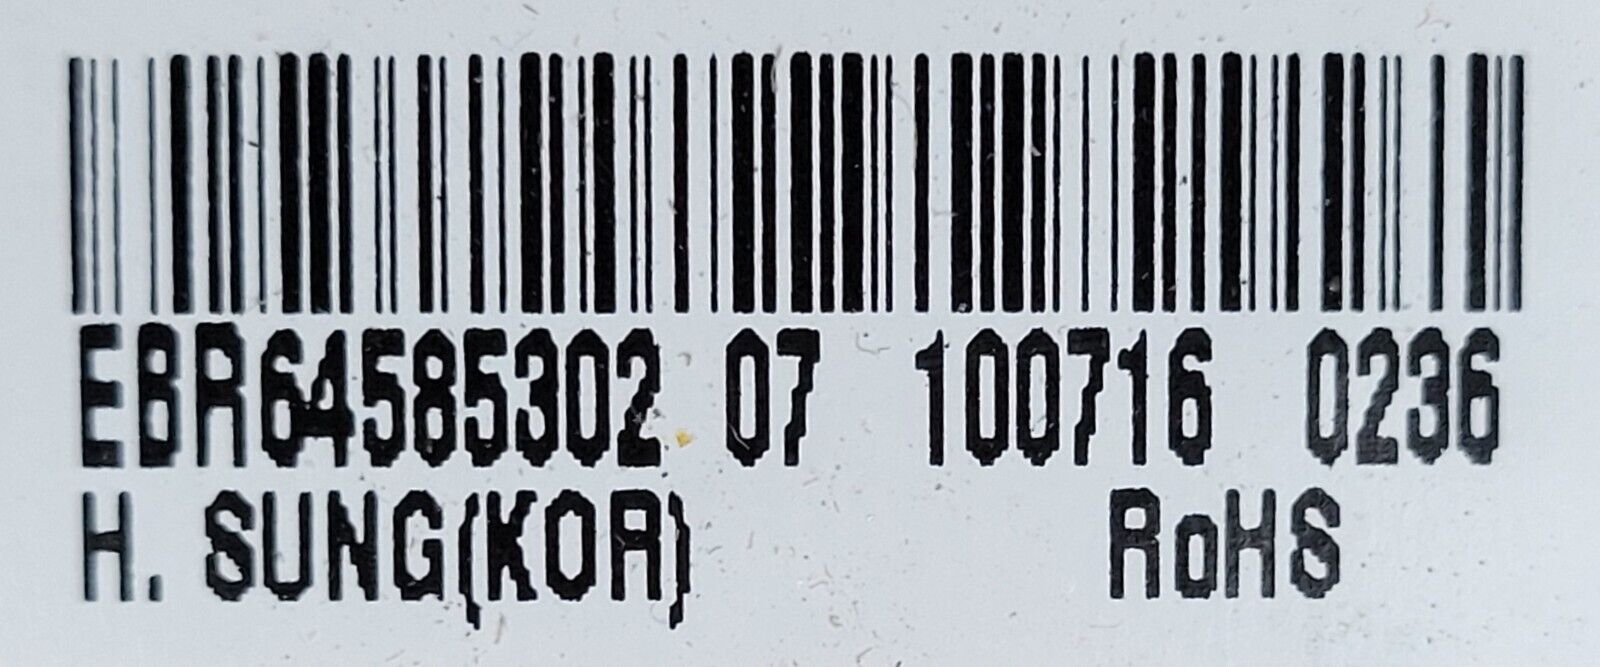 EBR64585302 07 100716 0236
H. SUNG(KOR) RoHS